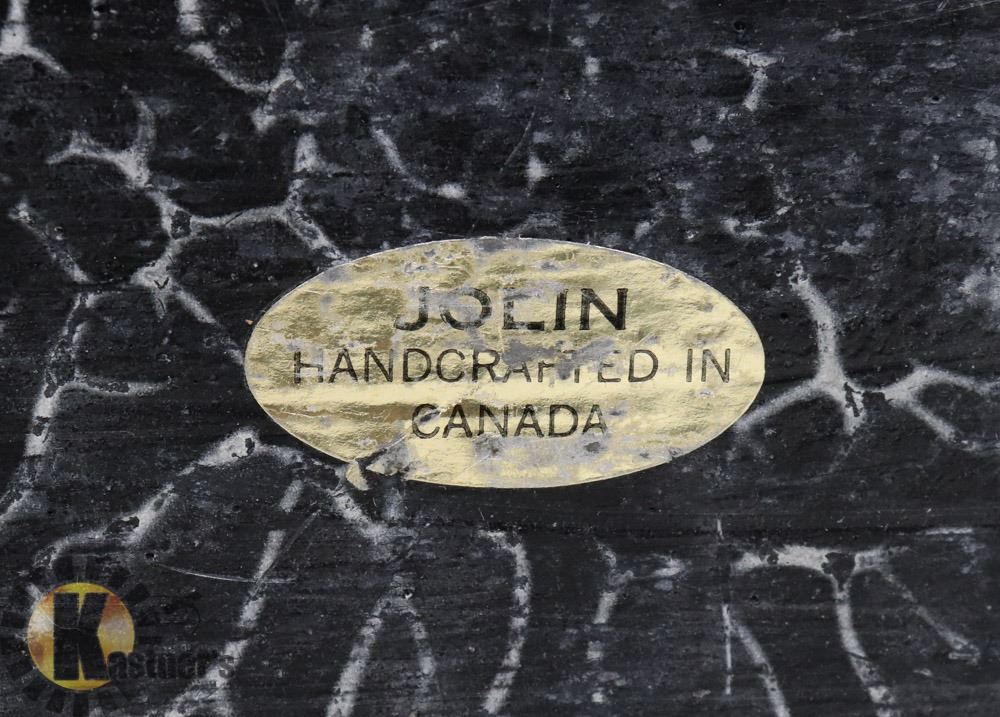 JOLIN
HANDCRAFTED IN
CANADA
Kastner's